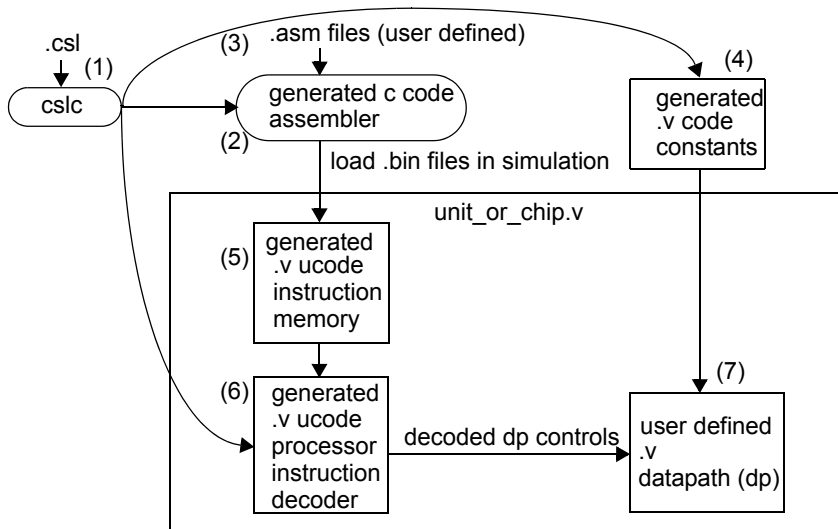 .csl
(1)
cslc
(3)
.asm files (user defined)
generated c code
assembler
(2)
(4)
generated
.v code
constants
load .bin files in simulation
unit_or_chip.v
(5)
generated
.v ucode
instruction
memory
(6)
generated
.v ucode
processor
instruction
decoder
decoded dp controls
(7)
user defined
.v
datapath (dp)